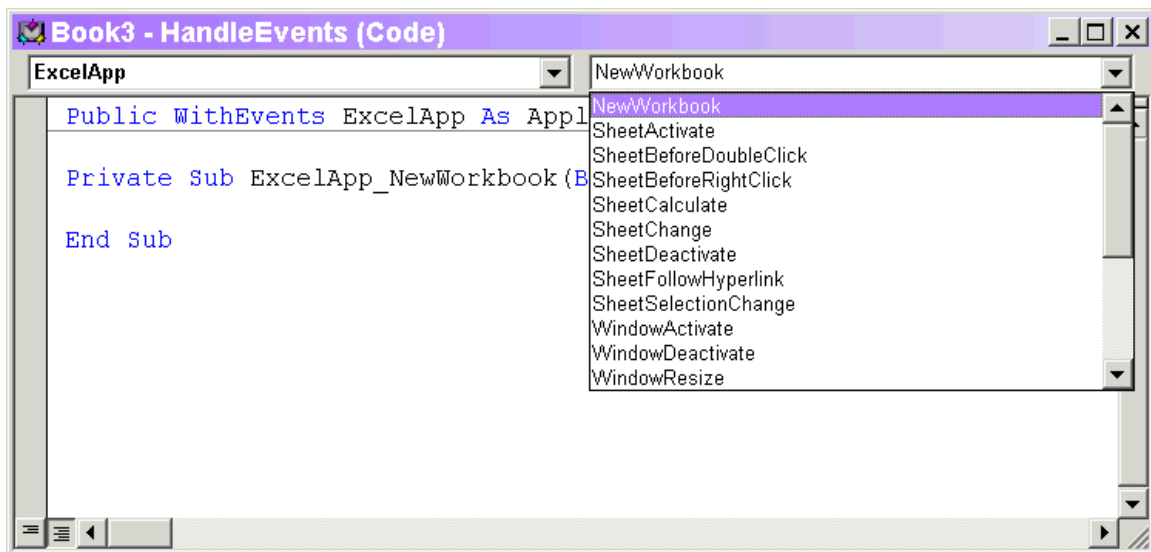 Book3 - HandleEvents (Code)
ExcelApp
NewWorkbook
Public WithEvents ExcelApp As Appl
Private Sub ExcelApp_NewWorkbook(B
End Sub
NewWorkbook
SheetActivate
SheetBeforeDoubleClick
SheetBeforeRightClick
SheetCalculate
SheetChange
SheetDeactivate
SheetFollowHyperlink
SheetSelectionChange
WindowActivate
WindowDeactivate
WindowResize